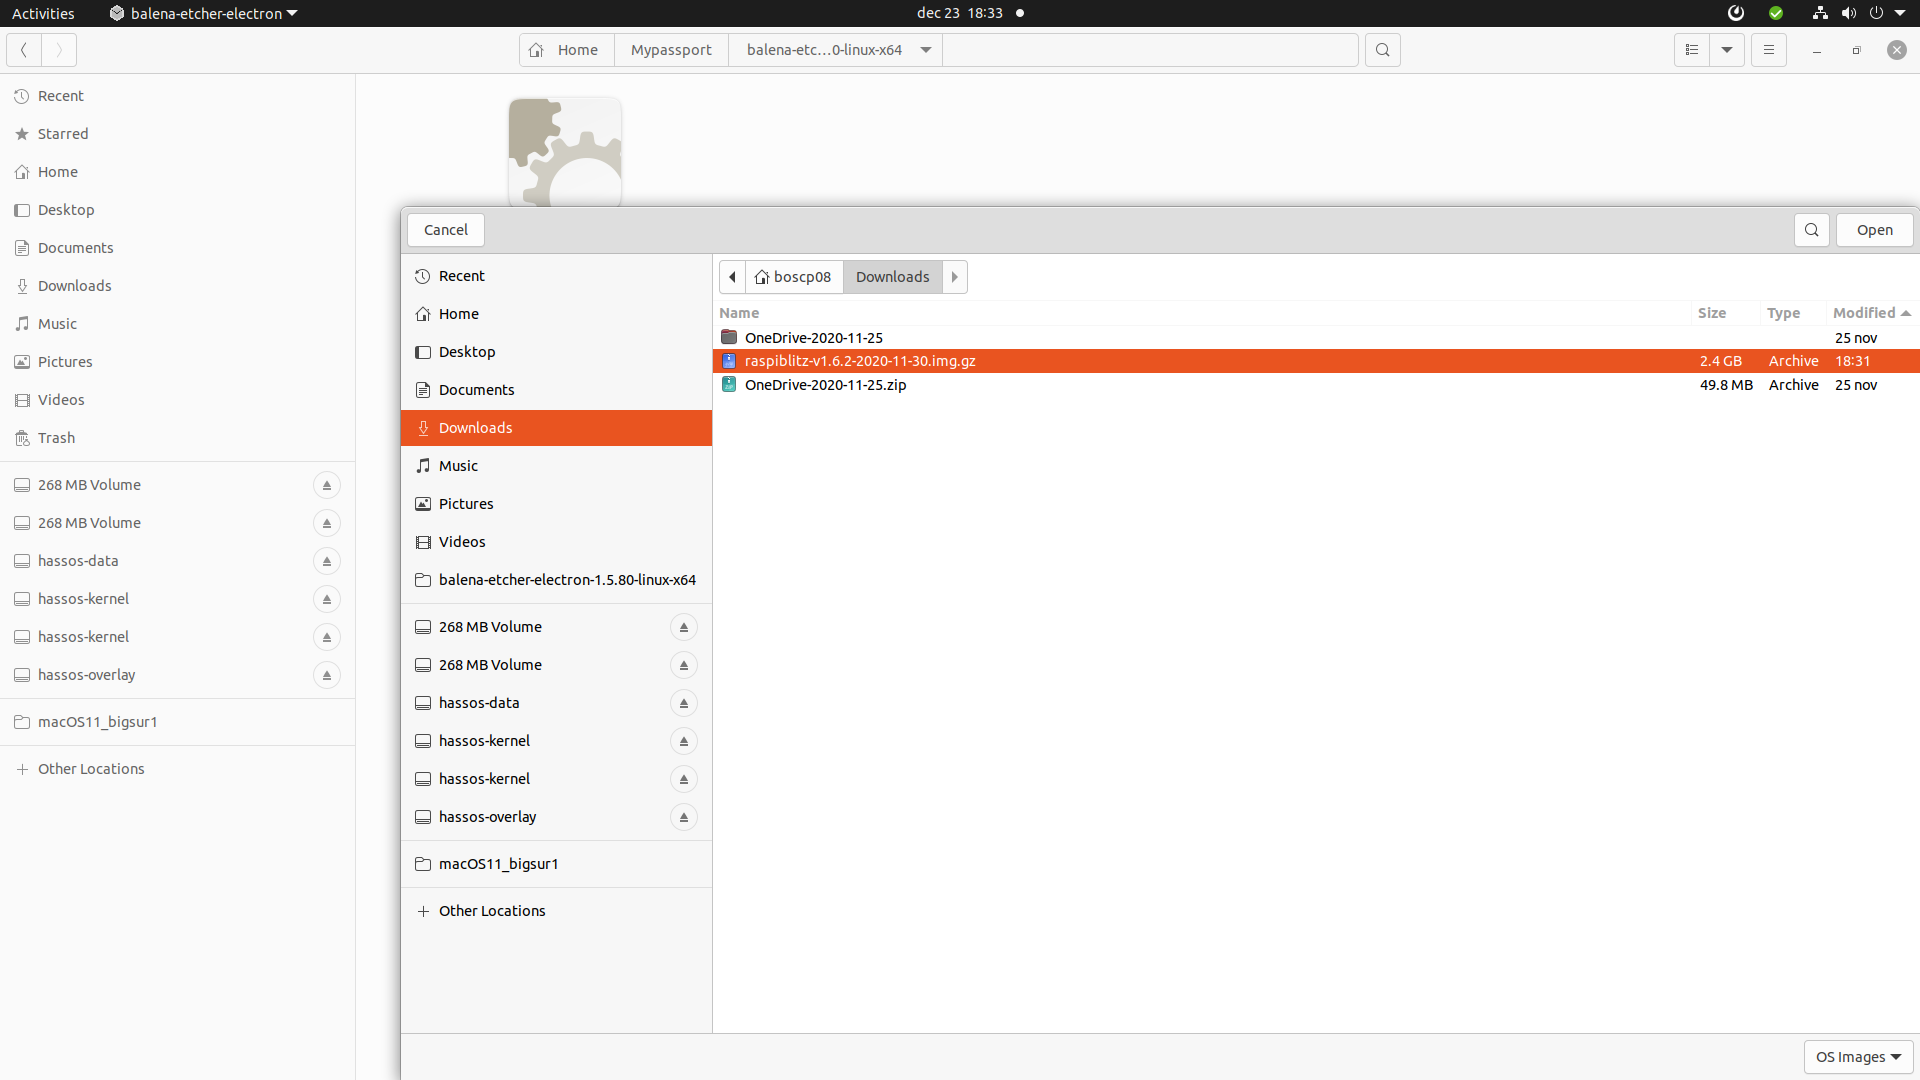 Activities
balena-etcher-electron
dec 23 18:33
Home
Mypassport
balena-etc…0-linux-x64
Recent
Starred
Home
Desktop
Documents
Downloads
Music
Pictures
Videos
Trash
268 MB Volume
268 MB Volume
hassos-data
hassos-kernel
hassos-kernel
hassos-overlay
macOS11_bigsur1
Other Locations
Cancel
Open
Recent
Home
Desktop
Documents
Downloads
Music
Pictures
Videos
balena-etcher-electron-1.5.80-linux-x64
268 MB Volume
268 MB Volume
hassos-data
hassos-kernel
hassos-kernel
hassos-overlay
macOS11_bigsur1
Other Locations
boscp08 Downloads
Name Size Type Modified
OneDrive-2020-11-25 25 nov
raspiblitz-v1.6.2-2020-11-30.img.gz 2.4 GB Archive 18:31
OneDrive-2020-11-25.zip 49.8 MB Archive 25 nov
OS Images